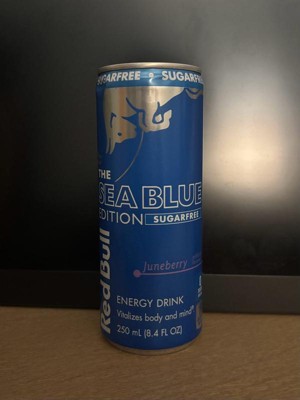 SUGARFREE • SUGARFREE
THE
SEA BLUE
EDITION SUGARFREE
Red Bull
Juneberry
ENERGY DRINK
Vitalizes body and mind®
250 mL (8.4 FL OZ)